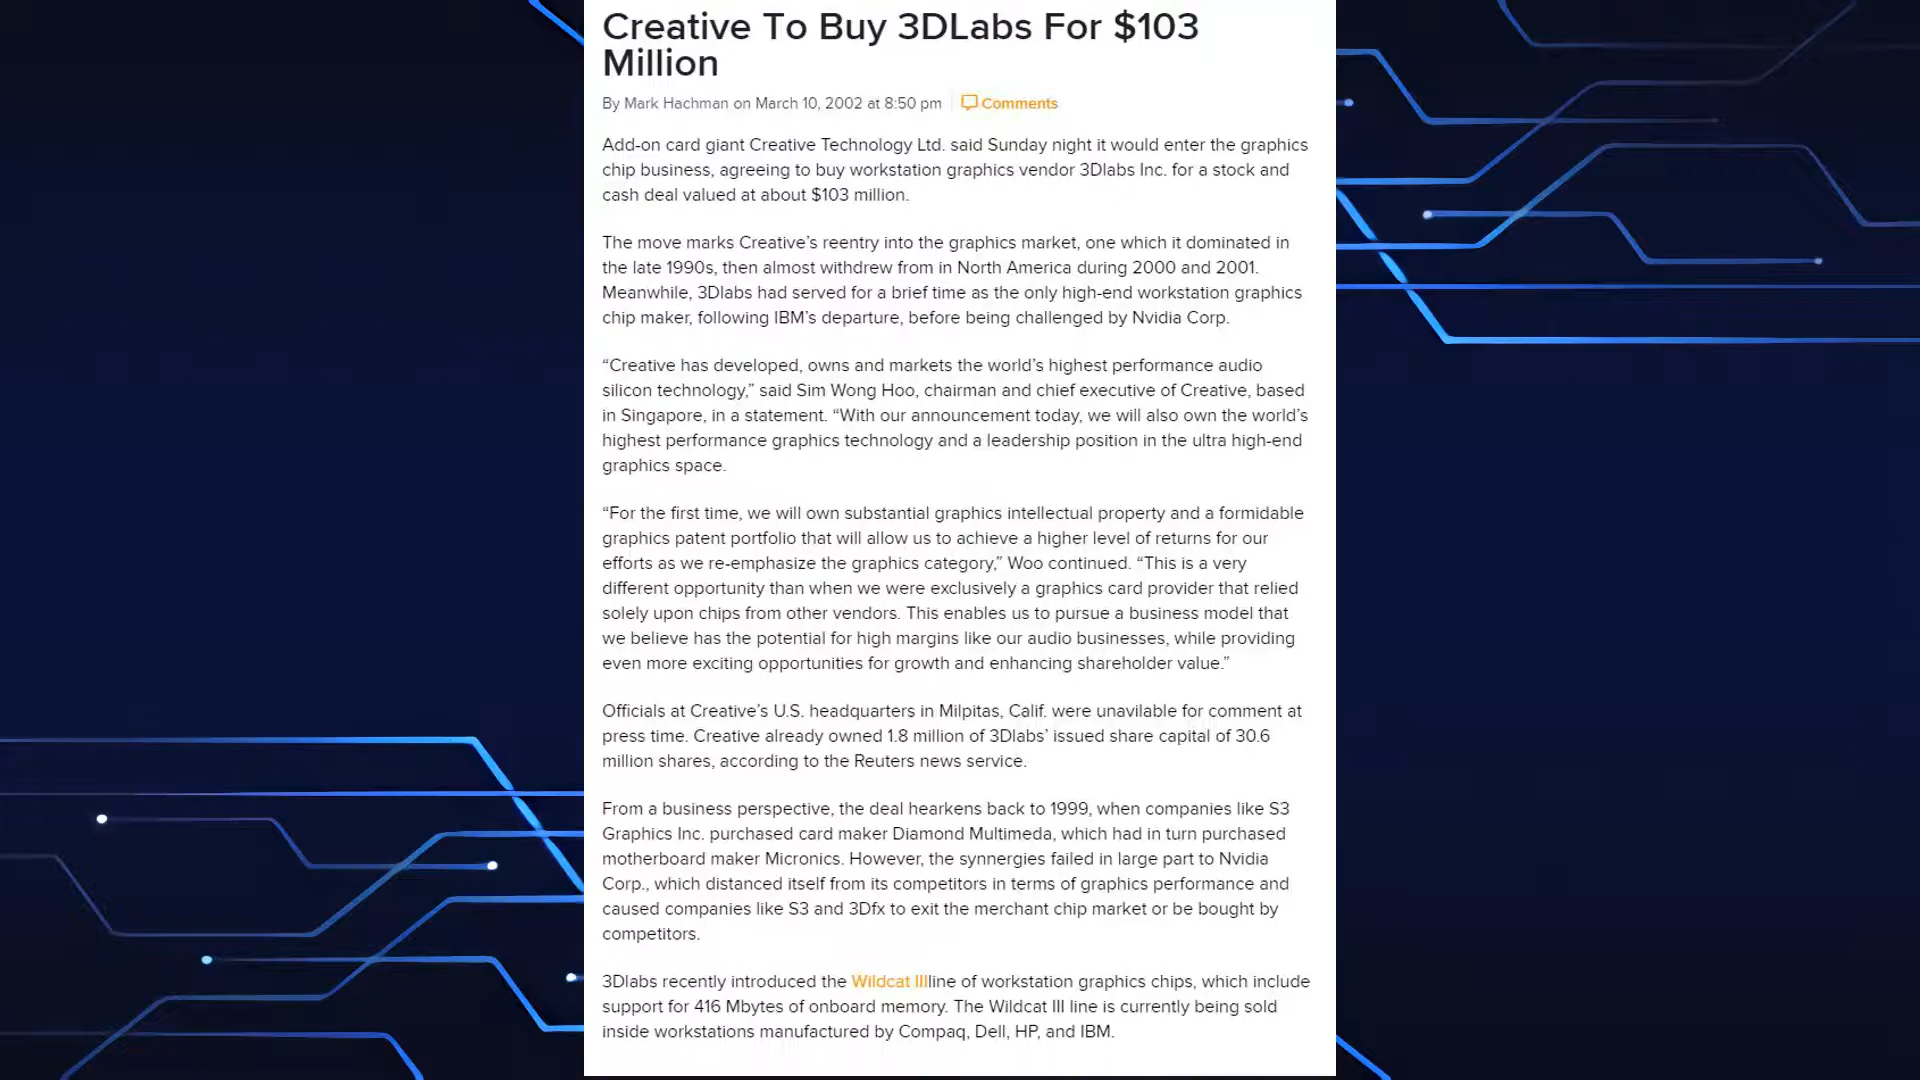 Creative To Buy 3DLabs For $103
Million
By Mark Hachman on March 10, 2002 at 8:50 pm Comments
Add-on card giant Creative Technology Ltd. said Sunday night it would enter the graphics
chip business, agreeing to buy workstation graphics vendor 3Dlabs Inc. for a stock and
cash deal valued at about $103 million.
The move marks Creative’s reentry into the graphics market, one which it dominated in
the late 1990s, then almost withdrew from in North America during 2000 and 2001.
Meanwhile, 3Dlabs had served for a brief time as the only high-end workstation graphics
chip maker, following IBM’s departure, before being challenged by Nvidia Corp.
“Creative has developed, owns and markets the world’s highest performance audio
silicon technology,” said Sim Wong Hoo, chairman and chief executive of Creative, based
in Singapore, in a statement. “With our announcement today, we will also own the world’s
highest performance graphics technology and a leadership position in the ultra high-end
graphics space.
“For the first time, we will own substantial graphics intellectual property and a formidable
graphics patent portfolio that will allow us to achieve a higher level of returns for our
efforts as we re-emphasize the graphics category,” Woo continued. “This is a very
different opportunity than when we were exclusively a graphics card provider that relied
solely upon chips from other vendors. This enables us to pursue a business model that
we believe has the potential for high margins like our audio businesses, while providing
even more exciting opportunities for growth and enhancing shareholder value.”
Officials at Creative’s U.S. headquarters in Milpitas, Calif. were unavilable for comment at
press time. Creative already owned 1.8 million of 3Dlabs’ issued share capital of 30.6
million shares, according to the Reuters news service.
From a business perspective, the deal hearkens back to 1999, when companies like S3
Graphics Inc. purchased card maker Diamond Multimeda, which had in turn purchased
motherboard maker Micronics. However, the synnergies failed in large part to Nvidia
Corp., which distanced itself from its competitors in terms of graphics performance and
caused companies like S3 and 3Dfx to exit the merchant chip market or be bought by
competitors.
3Dlabs recently introduced the Wildcat IIIline of workstation graphics chips, which include
support for 416 Mbytes of onboard memory. The Wildcat III line is currently being sold
inside workstations manufactured by Compaq, Dell, HP, and IBM.